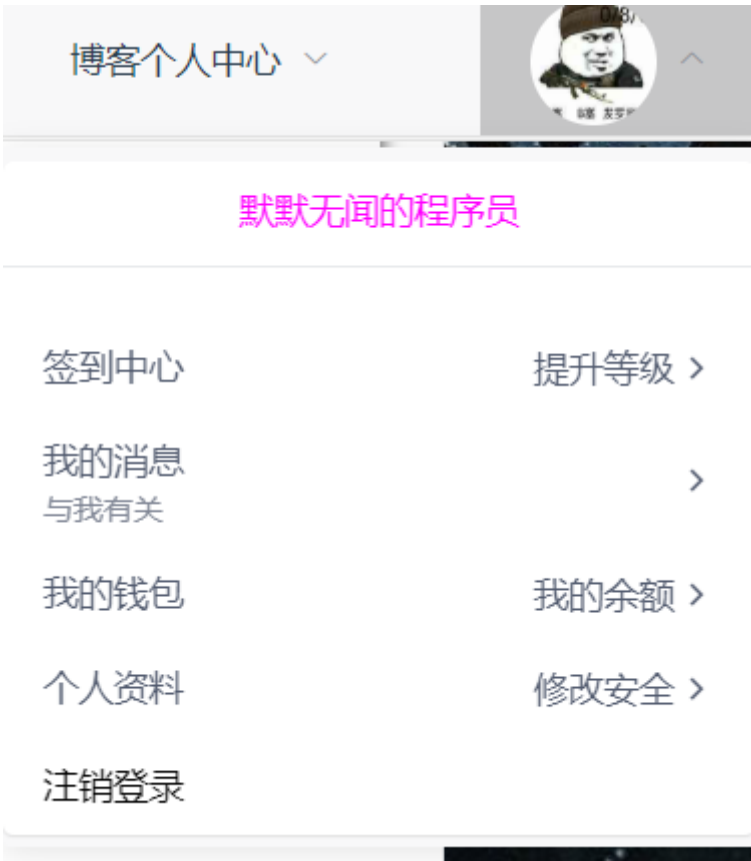 博客个人中心
0/8/
默默无闻的程序员
签到中心 提升等级
我的消息
与我有关
我的钱包 我的余额
个人资料 修改安全
注销登录